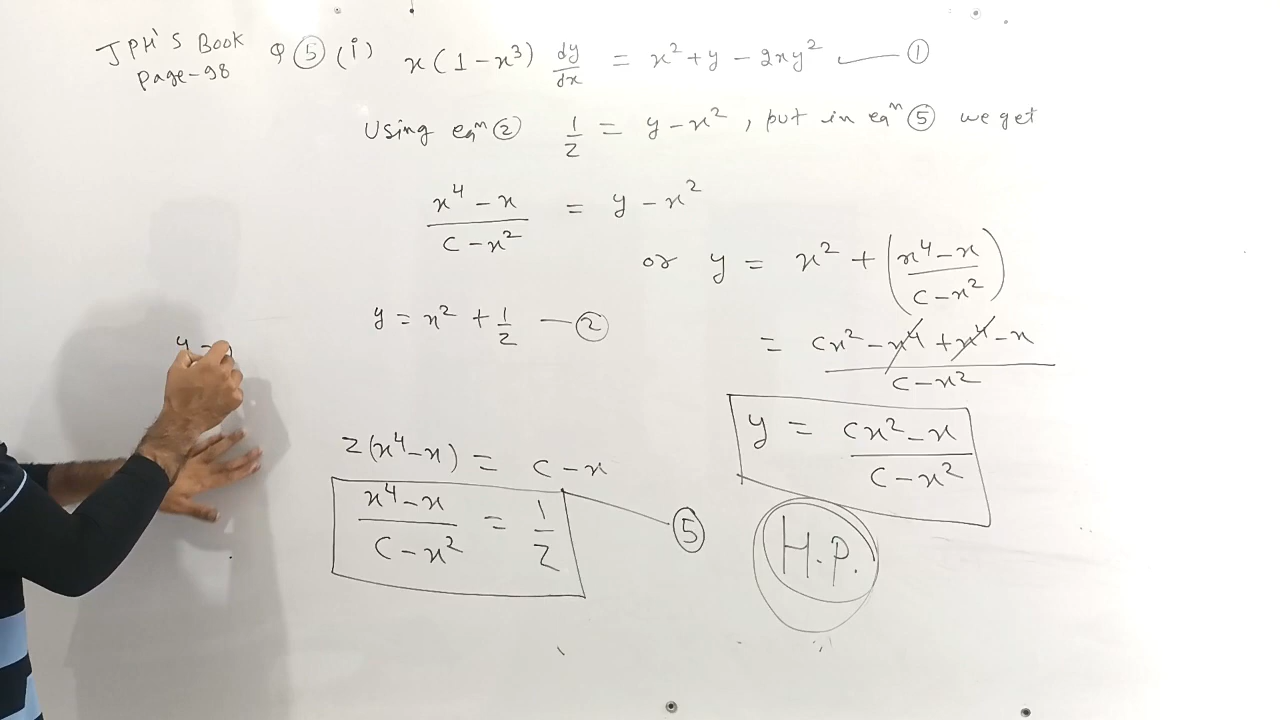 JPH'S Book
Page-98
Q ⑤ (i) x(1-x³) dy/dx = x²+y-2xy² — ①
Using eqⁿ ② 1/z = y-x², put in eqⁿ ⑤ we get
(x⁴-x)/(c-x²) = y-x²
or y = x² + ((x⁴-x)/(c-x²))
y = x² + 1/z — ②
= (cx²-x⁴+x⁴-x)/(c-x²)
y = (cx²-x)/(c-x²)
z(x⁴-x) = c-x
(x⁴-x)/(c-x²) = 1/z — ⑤
H.P.